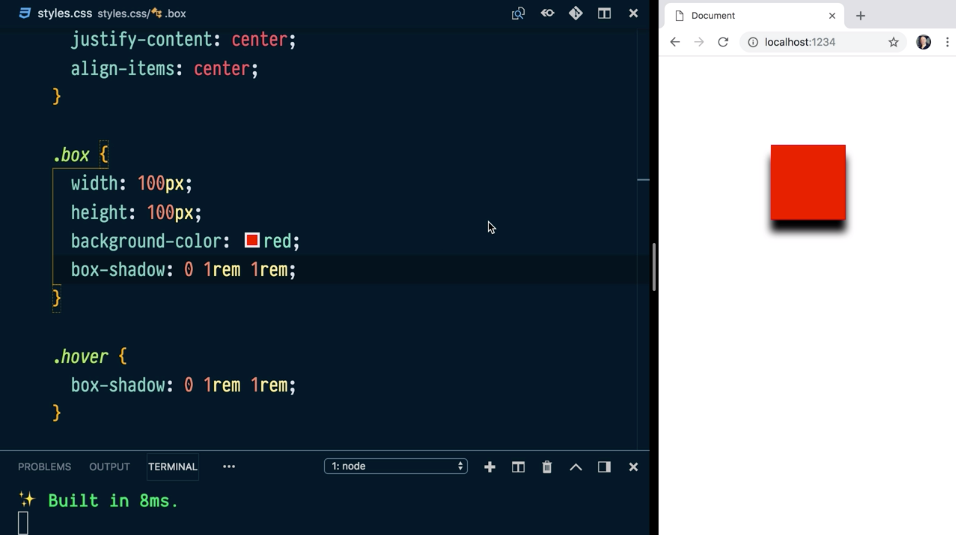 styles.css styles.css/ .box
justify-content: center;
align-items: center;
}
.box {
width: 100px;
height: 100px;
background-color: red;
box-shadow: 0 1rem 1rem;
}
.hover {
box-shadow: 0 1rem 1rem;
}
PROBLEMS OUTPUT TERMINAL ••• 1: node
✨ Built in 8ms.
Document
localhost:1234